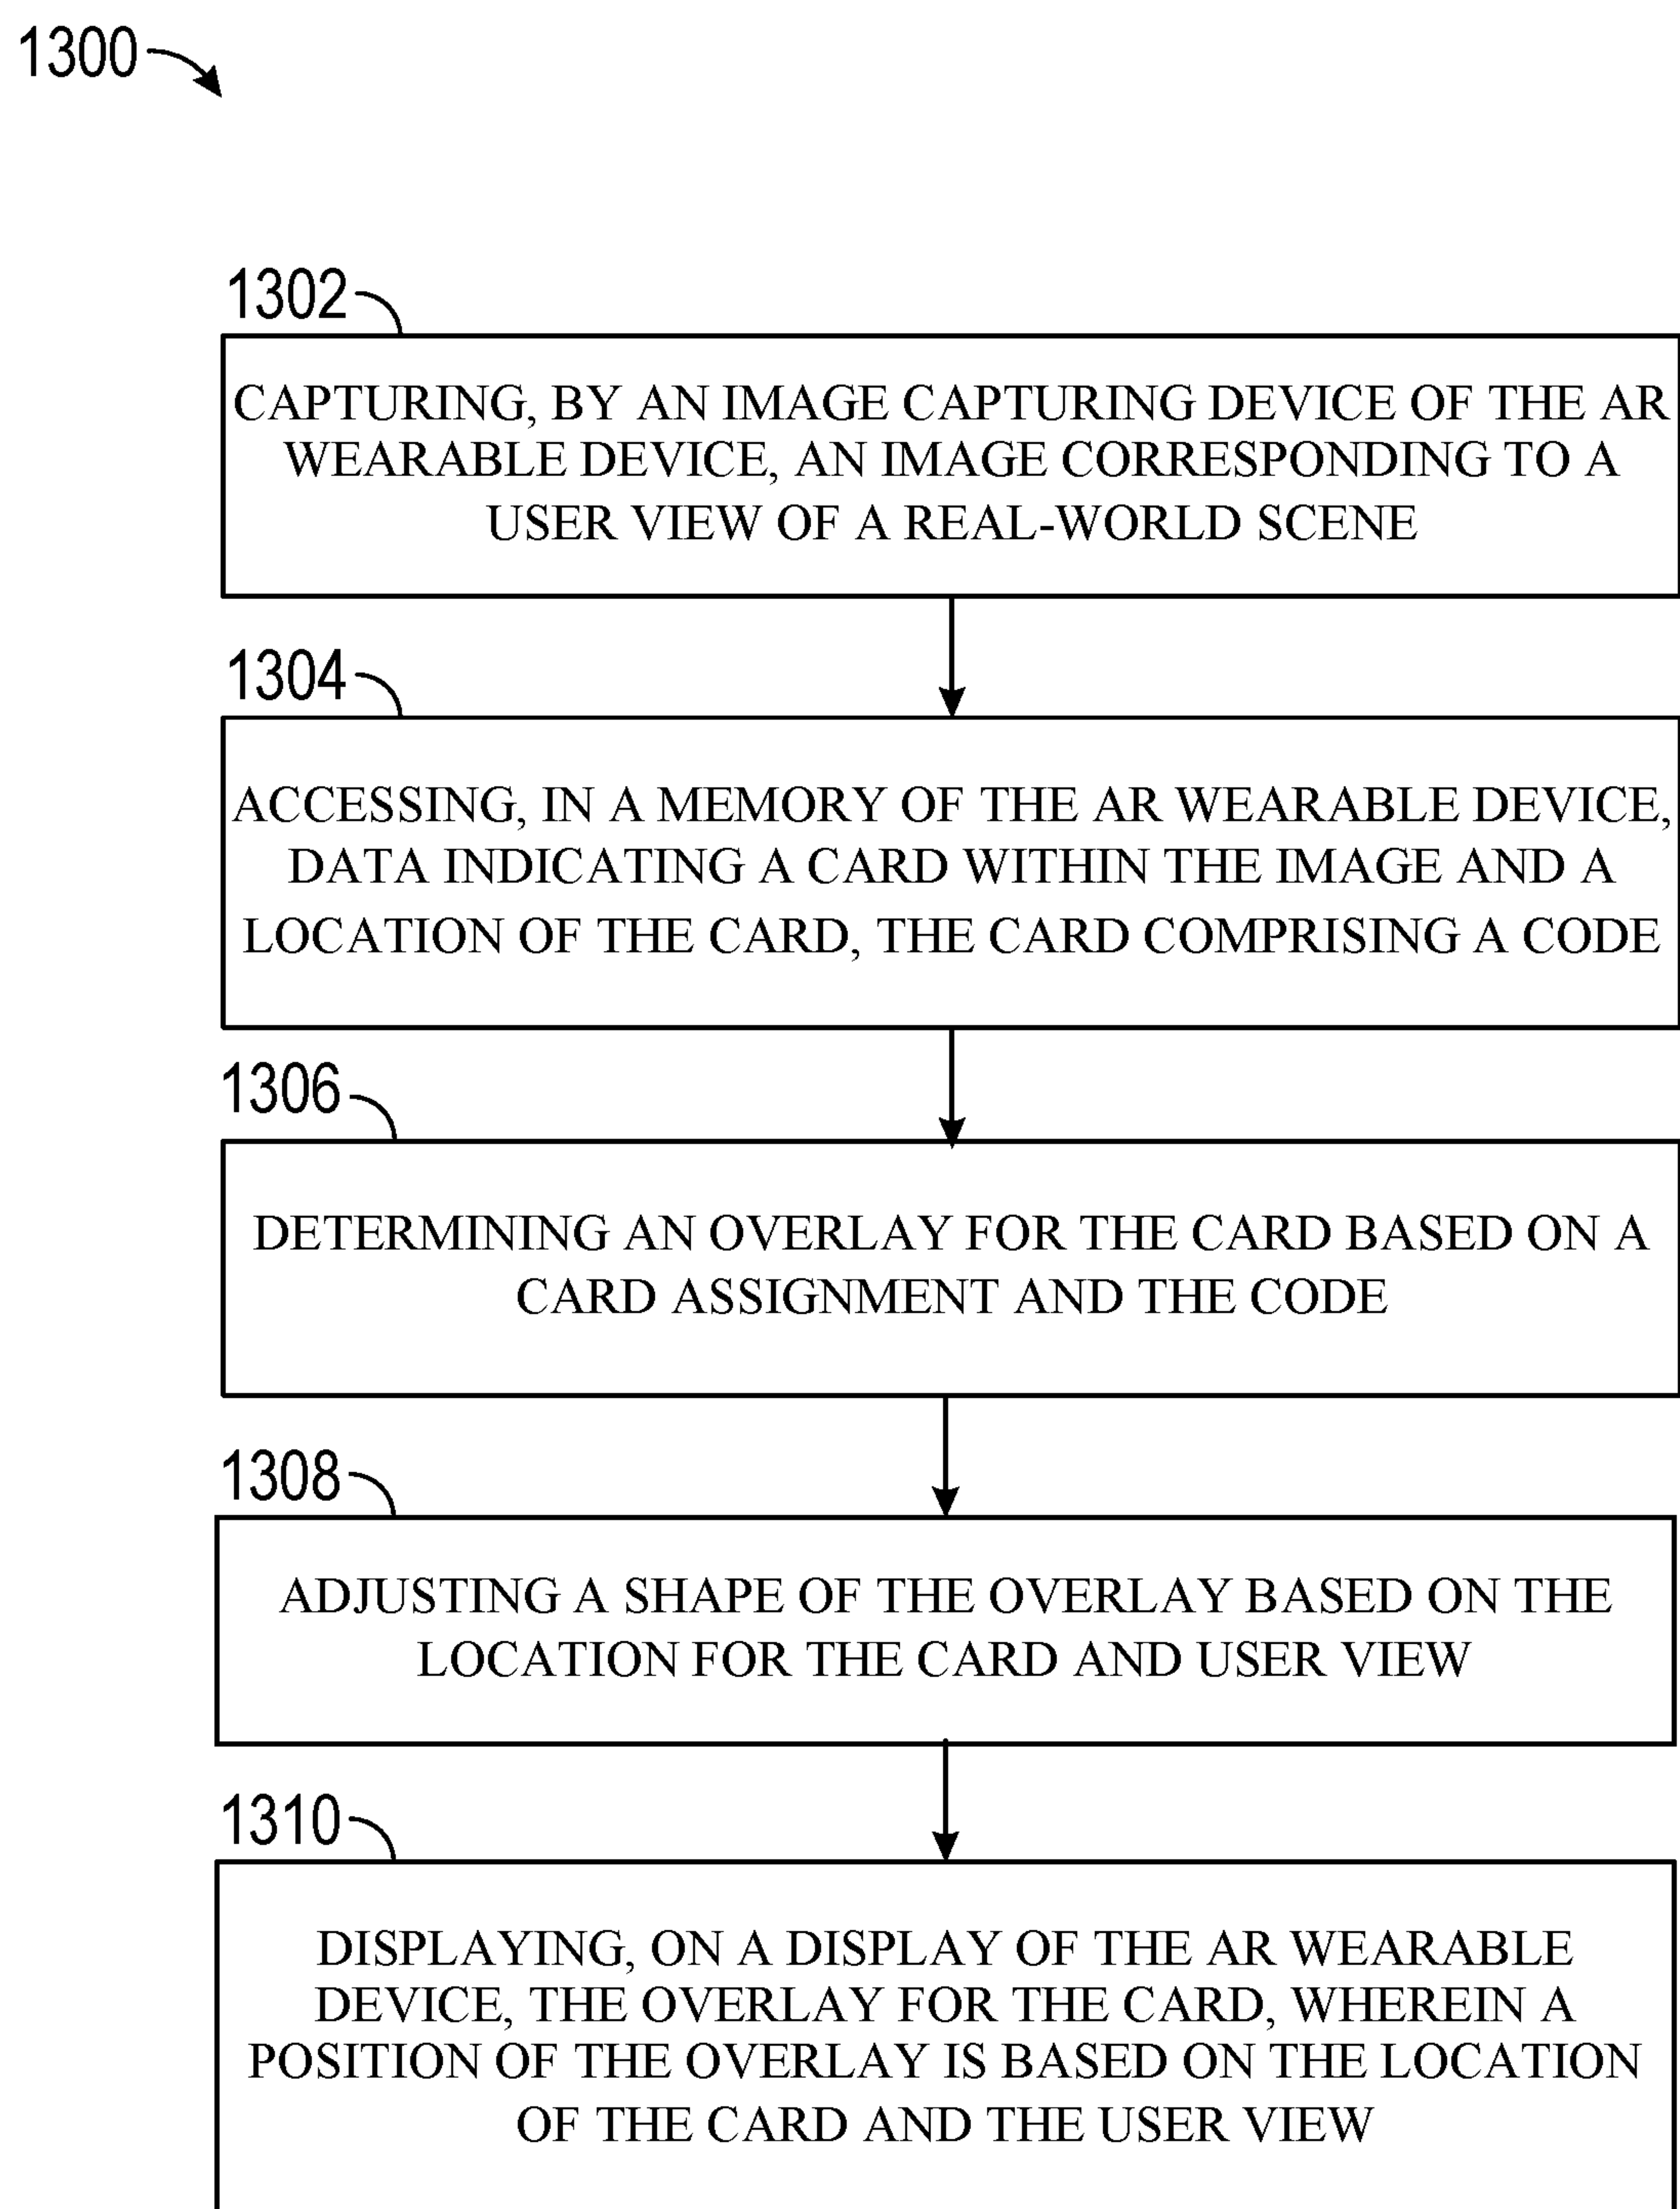 1300
1302
CAPTURING, BY AN IMAGE CAPTURING DEVICE OF THE AR
WEARABLE DEVICE, AN IMAGE CORRESPONDING TO A
USER VIEW OF A REAL-WORLD SCENE
1304
ACCESSING, IN A MEMORY OF THE AR WEARABLE DEVICE,
DATA INDICATING A CARD WITHIN THE IMAGE AND A
LOCATION OF THE CARD, THE CARD COMPRISING A CODE
1306
DETERMINING AN OVERLAY FOR THE CARD BASED ON A
CARD ASSIGNMENT AND THE CODE
1308
ADJUSTING A SHAPE OF THE OVERLAY BASED ON THE
LOCATION FOR THE CARD AND USER VIEW
1310
DISPLAYING, ON A DISPLAY OF THE AR WEARABLE
DEVICE, THE OVERLAY FOR THE CARD, WHEREIN A
POSITION OF THE OVERLAY IS BASED ON THE LOCATION
OF THE CARD AND THE USER VIEW